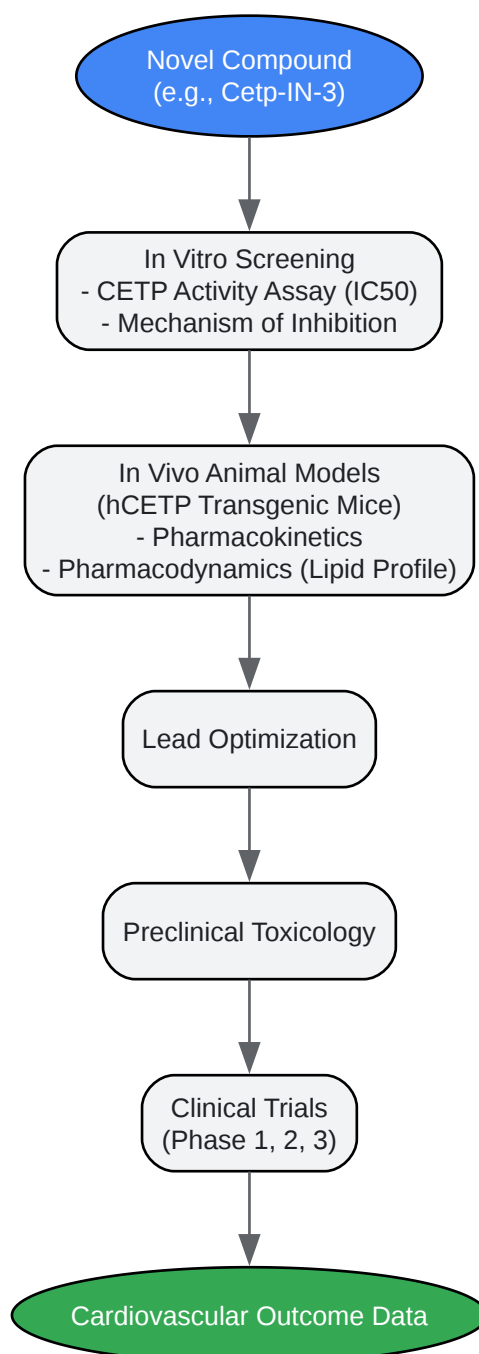 Novel Compound
(e.g., Cetp-IN-3)
In Vitro Screening
- CETP Activity Assay (IC50)
- Mechanism of Inhibition
In Vivo Animal Models
(hCETP Transgenic Mice)
- Pharmacokinetics
- Pharmacodynamics (Lipid Profile)
Lead Optimization
Preclinical Toxicology
Clinical Trials
(Phase 1, 2, 3)
Cardiovascular Outcome Data